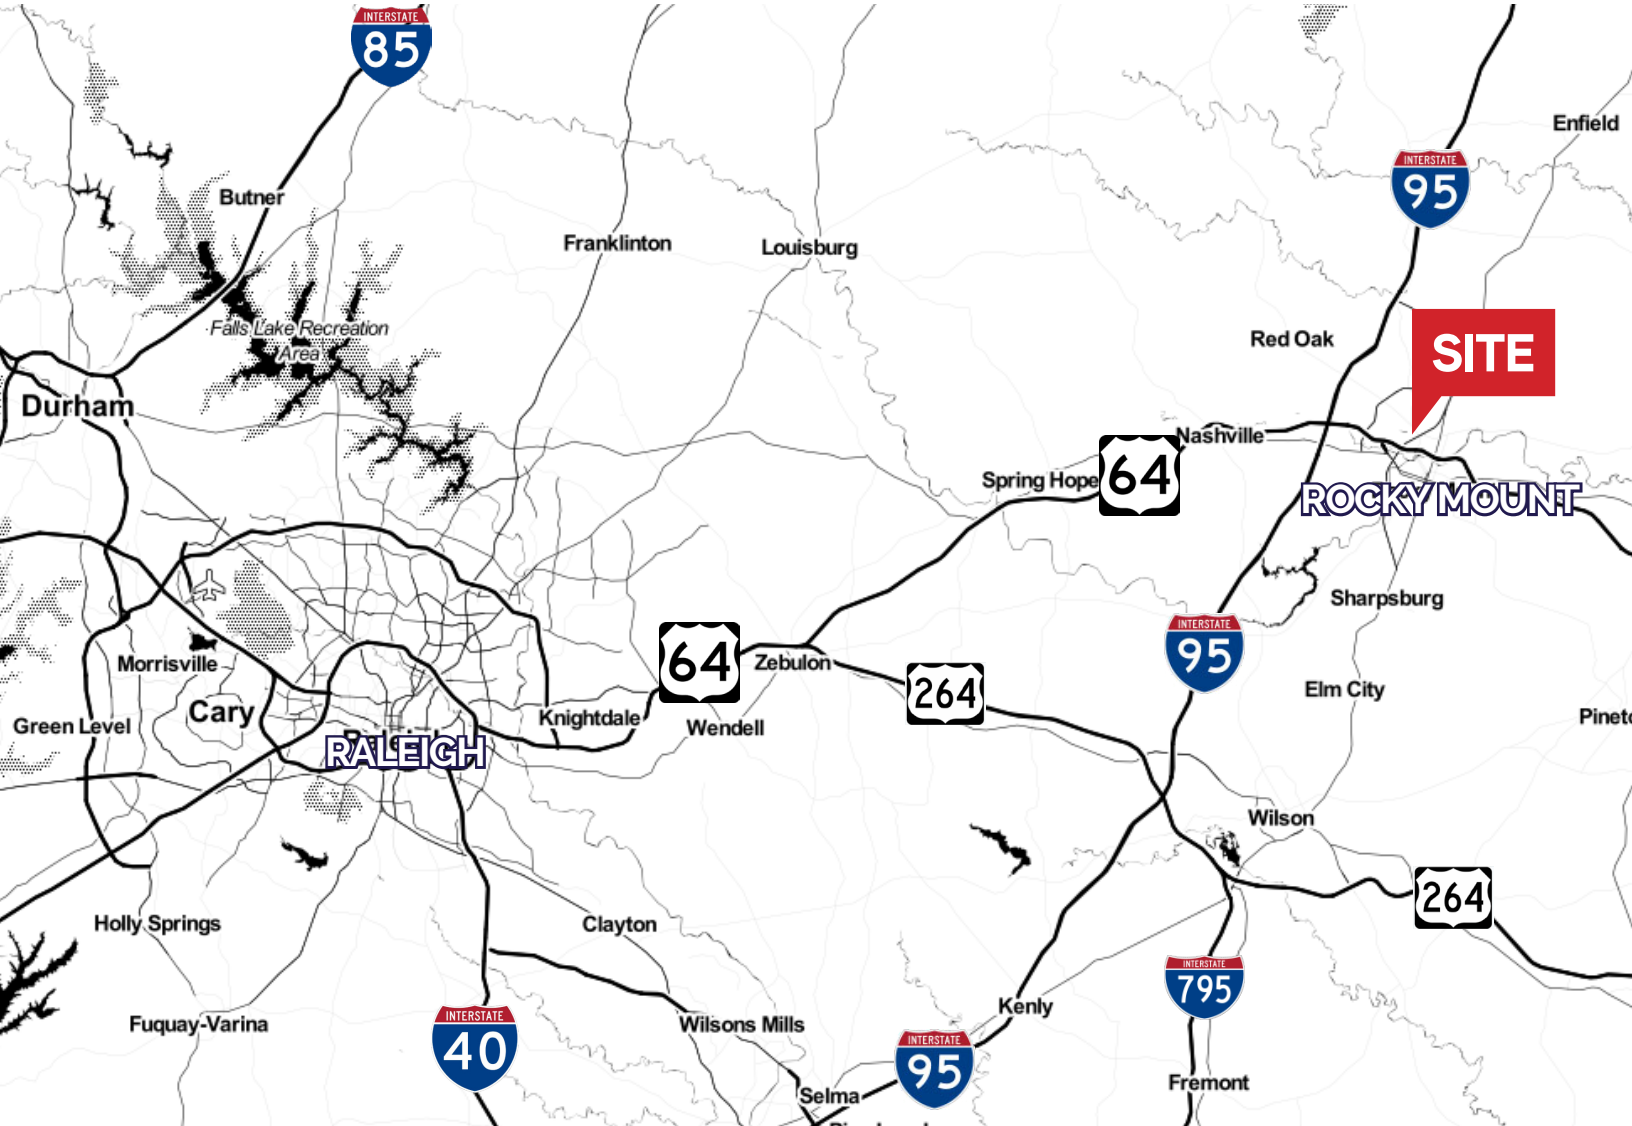 INTERSTATE
85
Enfield
INTERSTATE
95
Butner
Franklinton
Louisburg
Falls Lake Recreation
Area
Red Oak
SITE
Durham
Nashville
64
Spring Hope
ROCKY MOUNT
Sharpsburg
INTERSTATE
95
64
Zebulon
Morrisville
264
Elm City
Cary
Knightdale
Wendell
Green Level
RALEIGH
Wilson
264
Holly Springs
Clayton
INTERSTATE
795
Kenly
Fuquay-Varina
Wilsons Mills
INTERSTATE
40
INTERSTATE
95
Fremont
Selma